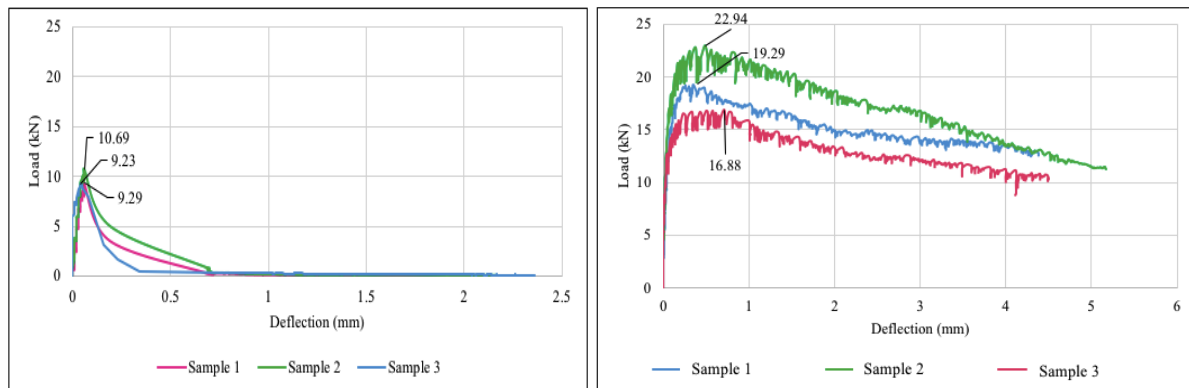 25
20
15
10
5
0
Load (kN)
10.69
9.23
9.29
0 0.5 1 1.5 2 2.5
Deflection (mm)
Sample 1 Sample 2 Sample 3
25
20
15
10
5
0
Load (kN)
22.94
19.29
16.88
0 1 2 3 4 5 6
Deflection (mm)
Sample 1 Sample 2 Sample 3